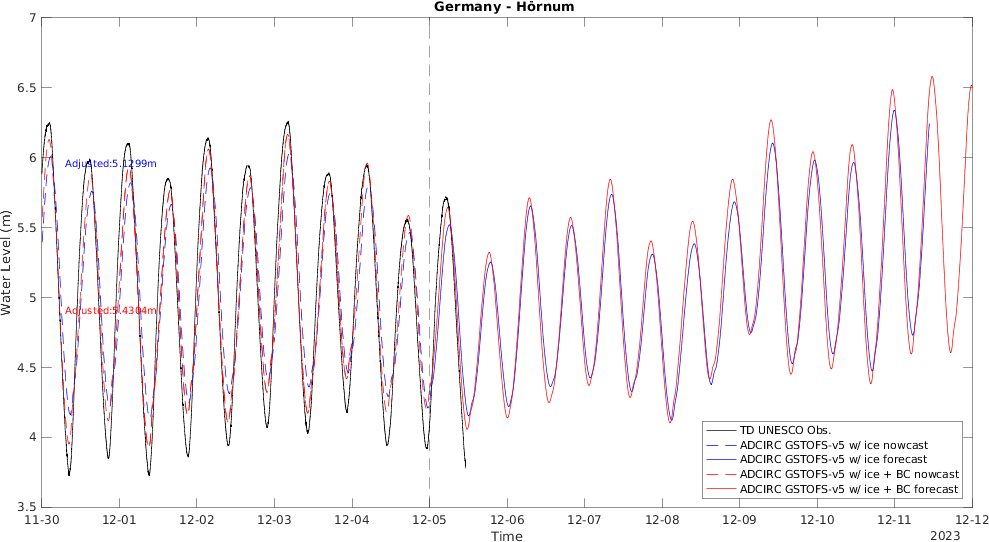 Germany - Hörnum
Water Level (m)
7
6.5
6
5.5
5
4.5
4
3.5
Adjusted:5.1299m
Adjusted:5.4304m
TD UNESCO Obs.
ADCIRC GSTOFS-v5 w/ ice nowcast
ADCIRC GSTOFS-v5 w/ ice forecast
ADCIRC GSTOFS-v5 w/ ice + BC nowcast
ADCIRC GSTOFS-v5 w/ ice + BC forecast
11-30 12-01 12-02 12-03 12-04 12-05 12-06 12-07 12-08 12-09 12-10 12-11 12-12
Time
2023